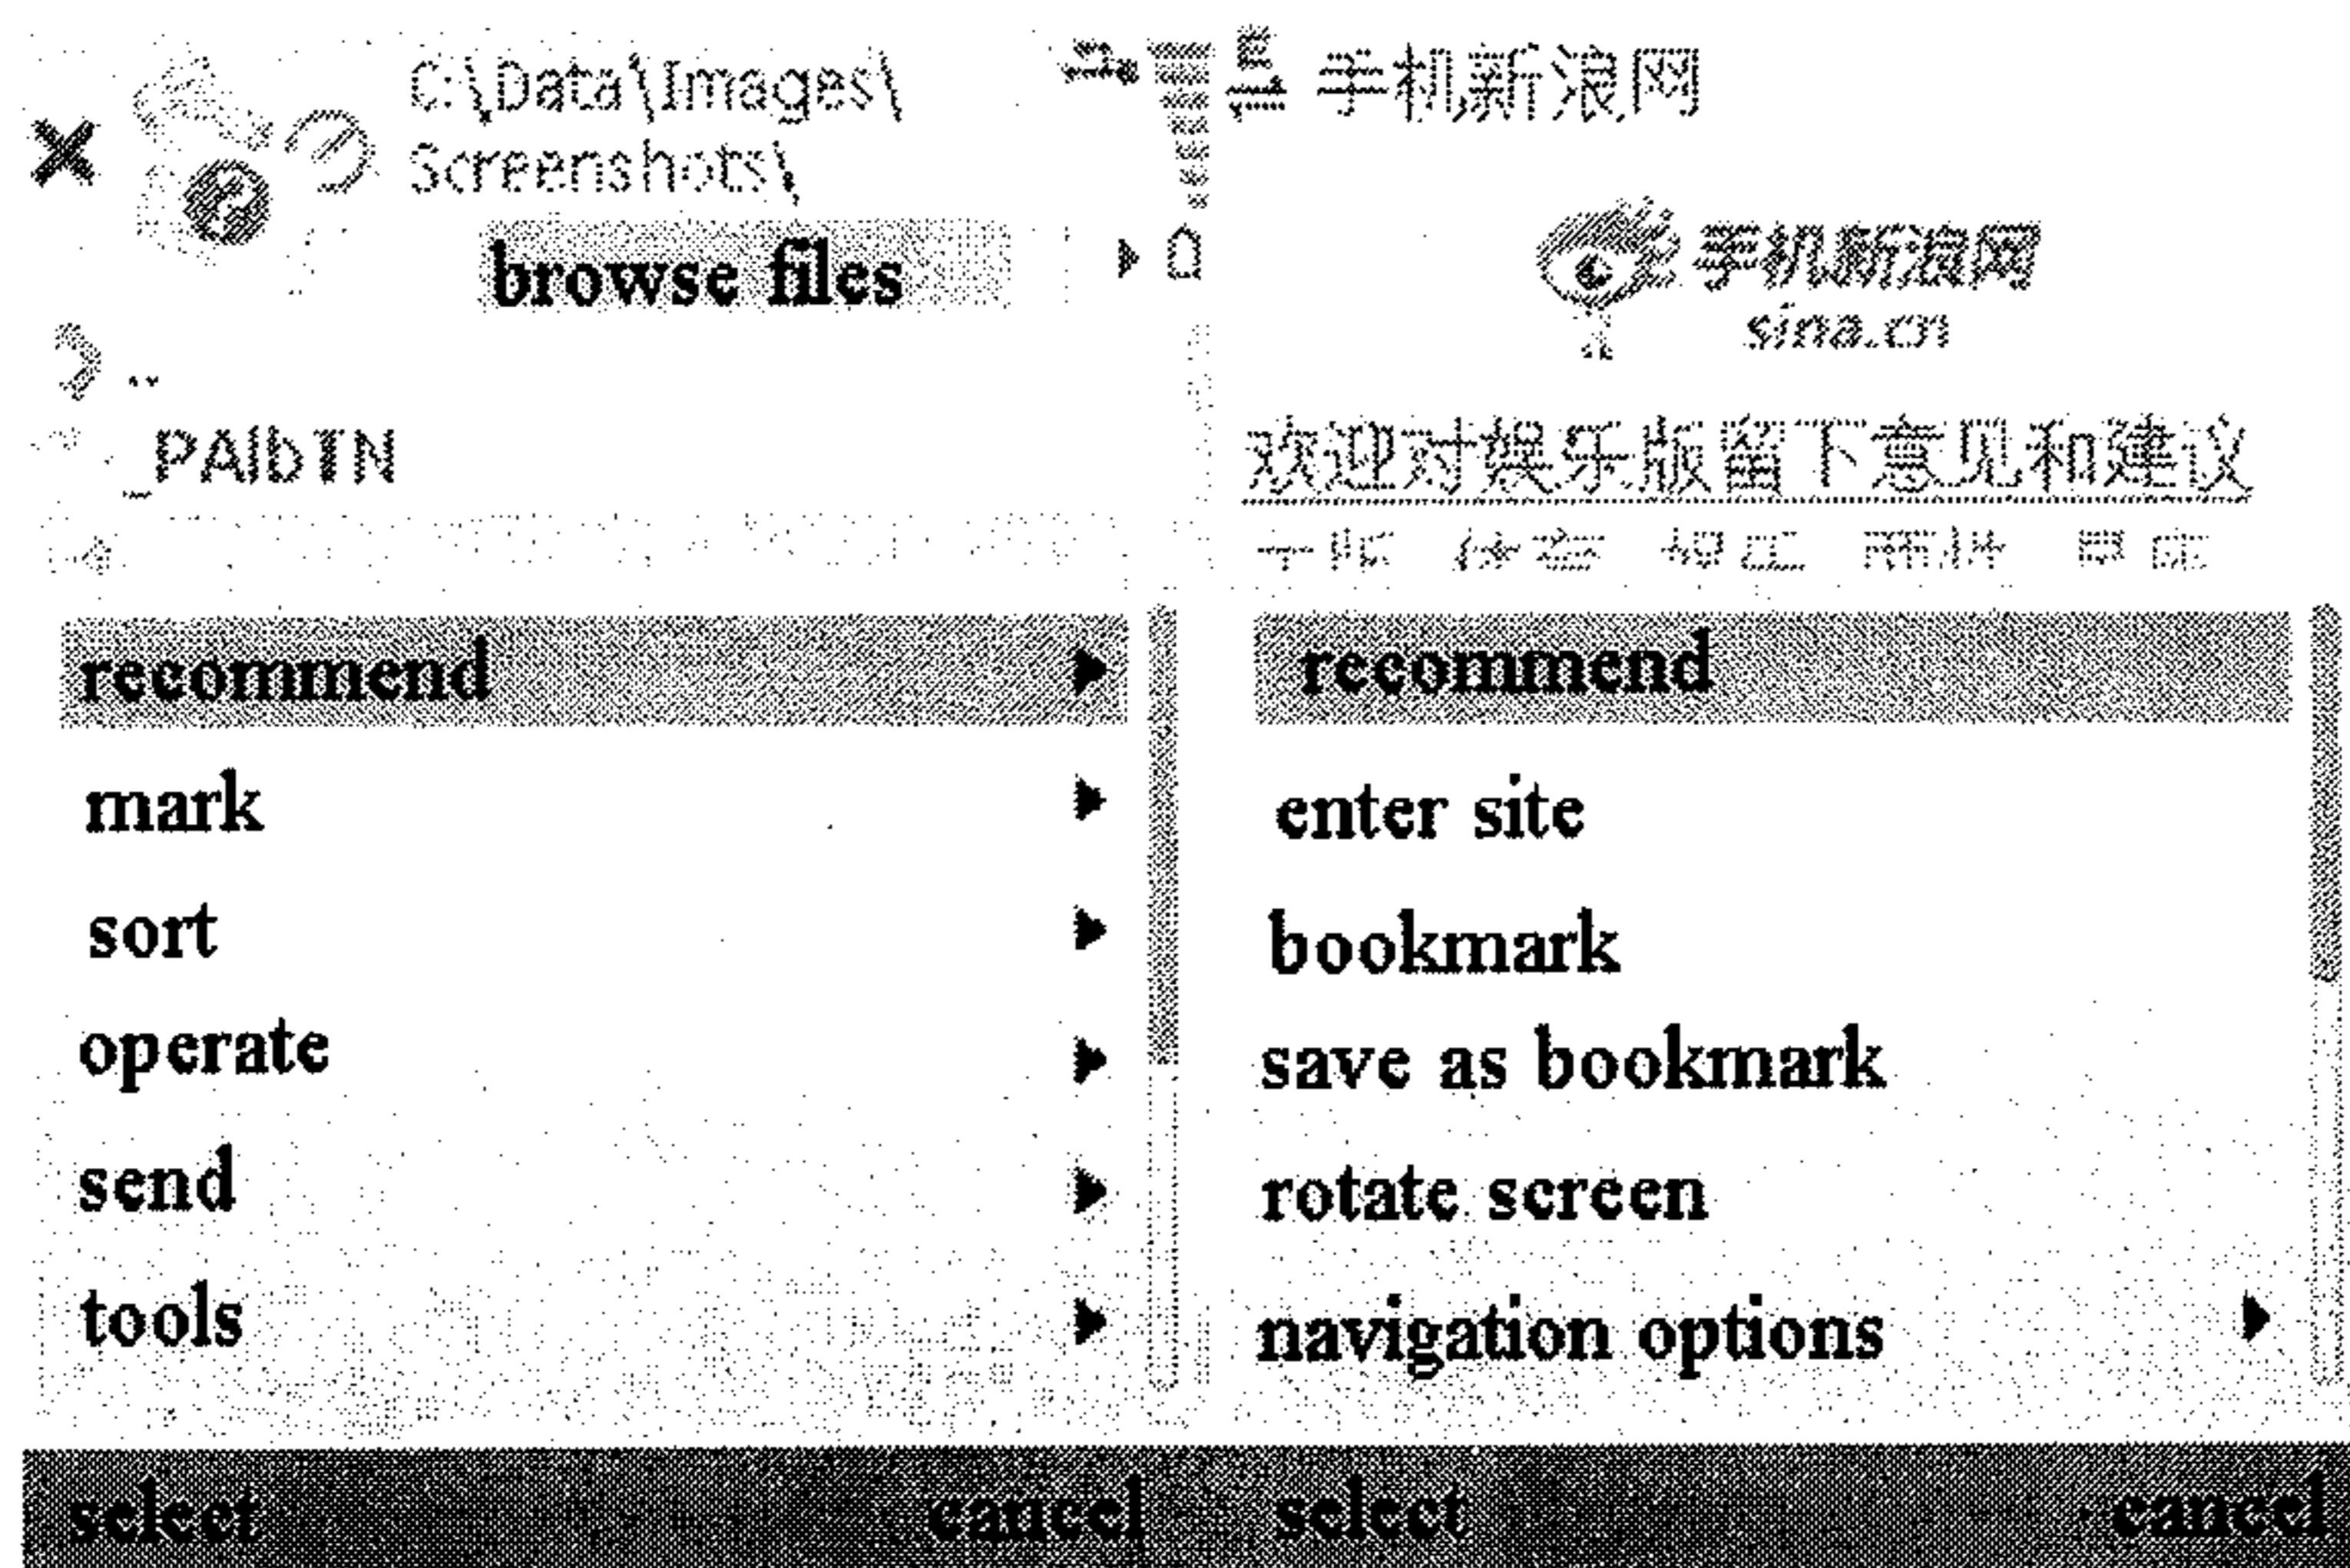 C:\Data\Images\
Screenshots\
browse files
..
_PAlbTN
recommend
mark
sort
operate
send
tools
select
cancel
手机新浪网
手机新浪网
sina.cn
欢迎对娱乐版留下意见和建议
recommend
enter site
bookmark
save as bookmark
rotate screen
navigation options
select
cancel